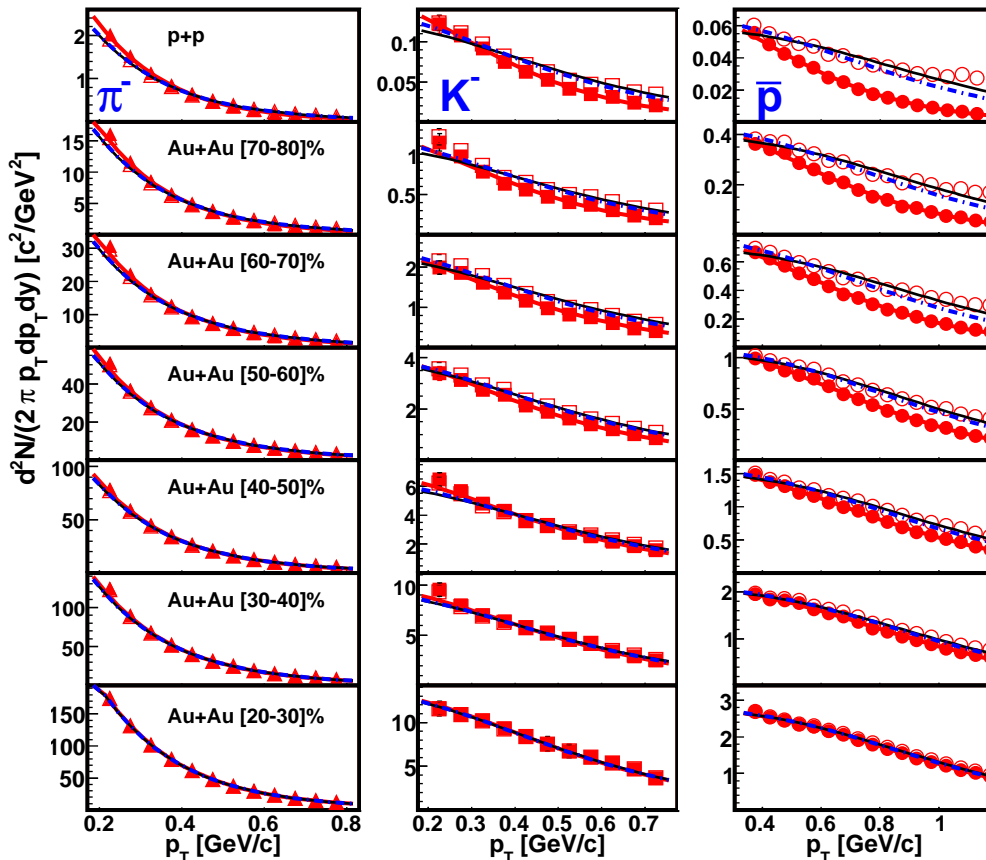 d²N/(2 π p_T dp_T dy) [c²/GeV²]
p+p
π⁻
K⁻
p̅
2
1
0.1
0.05
0.06
0.04
0.06
Au+Au [70-80]%
15
10
5
1
0.5
0.4
0.2
Au+Au [60-70]%
30
20
10
2
1
0.6
0.4
0.2
Au+Au [50-60]%
40
20
4
2
1
0.5
Au+Au [40-50]%
100
50
6
4
2
1.5
1
0.5
Au+Au [30-40]%
100
50
10
5
2
1
Au+Au [20-30]%
150
100
50
10
5
3
2
1
0.2 0.4 0.6 0.8
0.2 0.3 0.4 0.5 0.6 0.7
0.4 0.6 0.8 1
p_T [GeV/c]
p_T [GeV/c]
p_T [GeV/c]